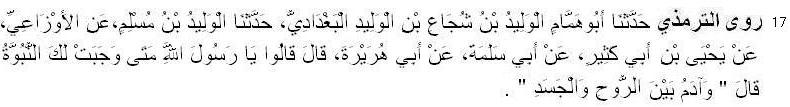 17 روى الترمذي حَدَّثَنَا أَبُو هَمَّامٍ الْوَلِيدُ بْنُ شُجَاعِ بْنِ الْوَلِيدِ الْبَغْدَادِيُّ، حَدَّثَنَا الْوَلِيدُ بْنُ مُسْلِمٍ، عَنِ الأَوْزَاعِيِّ،
عَنْ يَحْيَى بْنِ أَبِي كَثِيرٍ، عَنْ أَبِي سَلَمَةَ، عَنْ أَبِي هُرَيْرَةَ، قَالَ قَالُوا يَا رَسُولَ اللَّهِ مَتَى وَجَبَتْ لَكَ النُّبُوَّةُ
قَالَ " وَآدَمُ بَيْنَ الرُّوحِ وَالْجَسَدِ " .